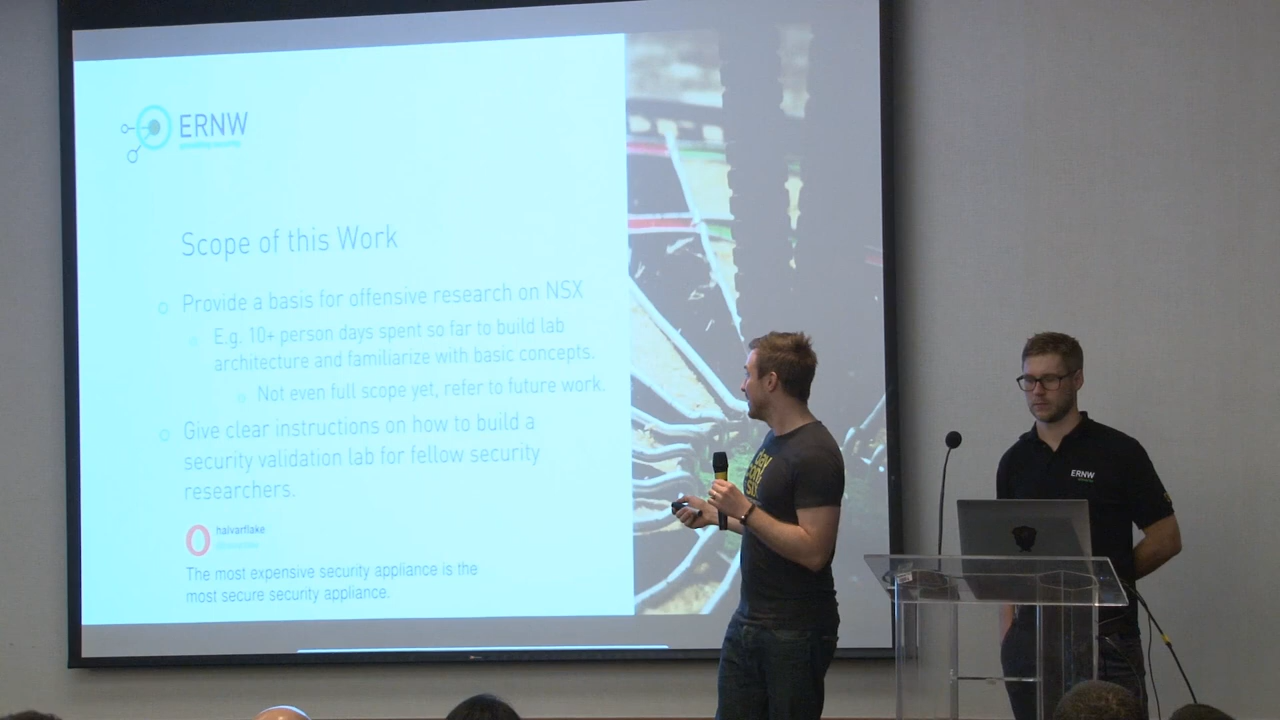 ERNW
Scope of this Work
Provide a basis for offensive research on NSX
E.g. 10+ person days spent so far to build lab
architecture and familiarize with basic concepts.
Not even full scope yet, refer to future work.
Give clear instructions on how to build a
security validation lab for fellow security
researchers.
halvarflake
The most expensive security appliance is the
most secure security appliance.
ERNW